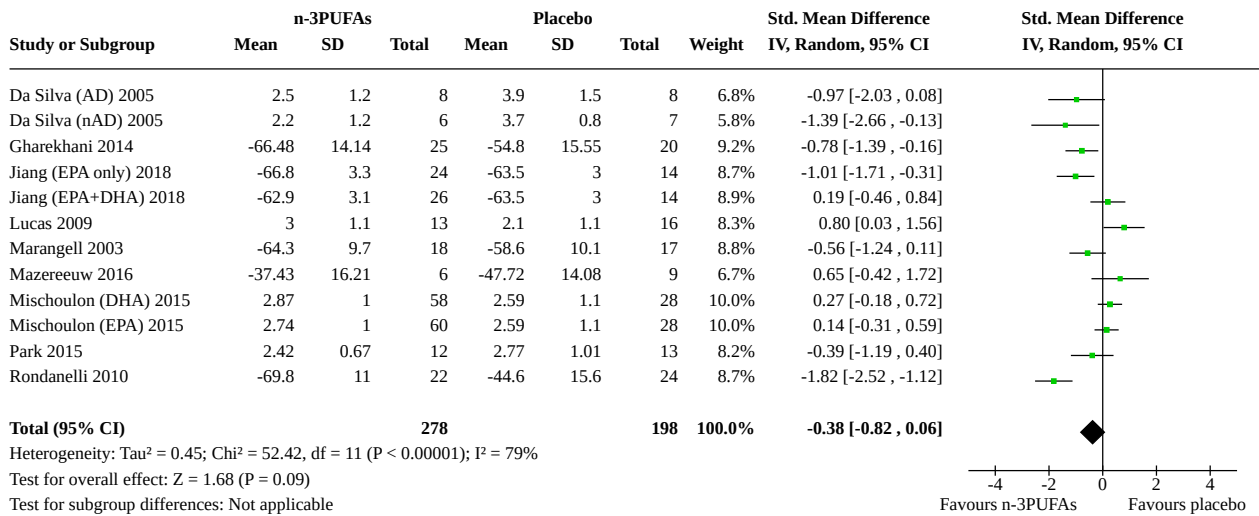 n-3PUFAs Placebo Std. Mean Difference Std. Mean Difference
Study or Subgroup Mean SD Total Mean SD Total Weight IV, Random, 95% CI IV, Random, 95% CI
Da Silva (AD) 2005 2.5 1.2 8 3.9 1.5 8 6.8% -0.97 [-2.03 , 0.08]
Da Silva (nAD) 2005 2.2 1.2 6 3.7 0.8 7 5.8% -1.39 [-2.66 , -0.13]
Gharekhani 2014 -66.48 14.14 25 -54.8 15.55 20 9.2% -0.78 [-1.39 , -0.16]
Jiang (EPA only) 2018 -66.8 3.3 24 -63.5 3 14 8.7% -1.01 [-1.71 , -0.31]
Jiang (EPA+DHA) 2018 -62.9 3.1 26 -63.5 3 14 8.9% 0.19 [-0.46 , 0.84]
Lucas 2009 3 1.1 13 2.1 1.1 16 8.3% 0.80 [0.03 , 1.56]
Marangell 2003 -64.3 9.7 18 -58.6 10.1 17 8.8% -0.56 [-1.24 , 0.11]
Mazereeuw 2016 -37.43 16.21 6 -47.72 14.08 9 6.7% 0.65 [-0.42 , 1.72]
Mischoulon (DHA) 2015 2.87 1 58 2.59 1.1 28 10.0% 0.27 [-0.18 , 0.72]
Mischoulon (EPA) 2015 2.74 1 60 2.59 1.1 28 10.0% 0.14 [-0.31 , 0.59]
Park 2015 2.42 0.67 12 2.77 1.01 13 8.2% -0.39 [-1.19 , 0.40]
Rondanelli 2010 -69.8 11 22 -44.6 15.6 24 8.7% -1.82 [-2.52 , -1.12]
Total (95% CI) 278 198 100.0% -0.38 [-0.82 , 0.06]
Heterogeneity: Tau² = 0.45; Chi² = 52.42, df = 11 (P < 0.00001); I² = 79%
Test for overall effect: Z = 1.68 (P = 0.09)
Test for subgroup differences: Not applicable
-4 -2 0 2 4
Favours n-3PUFAs Favours placebo